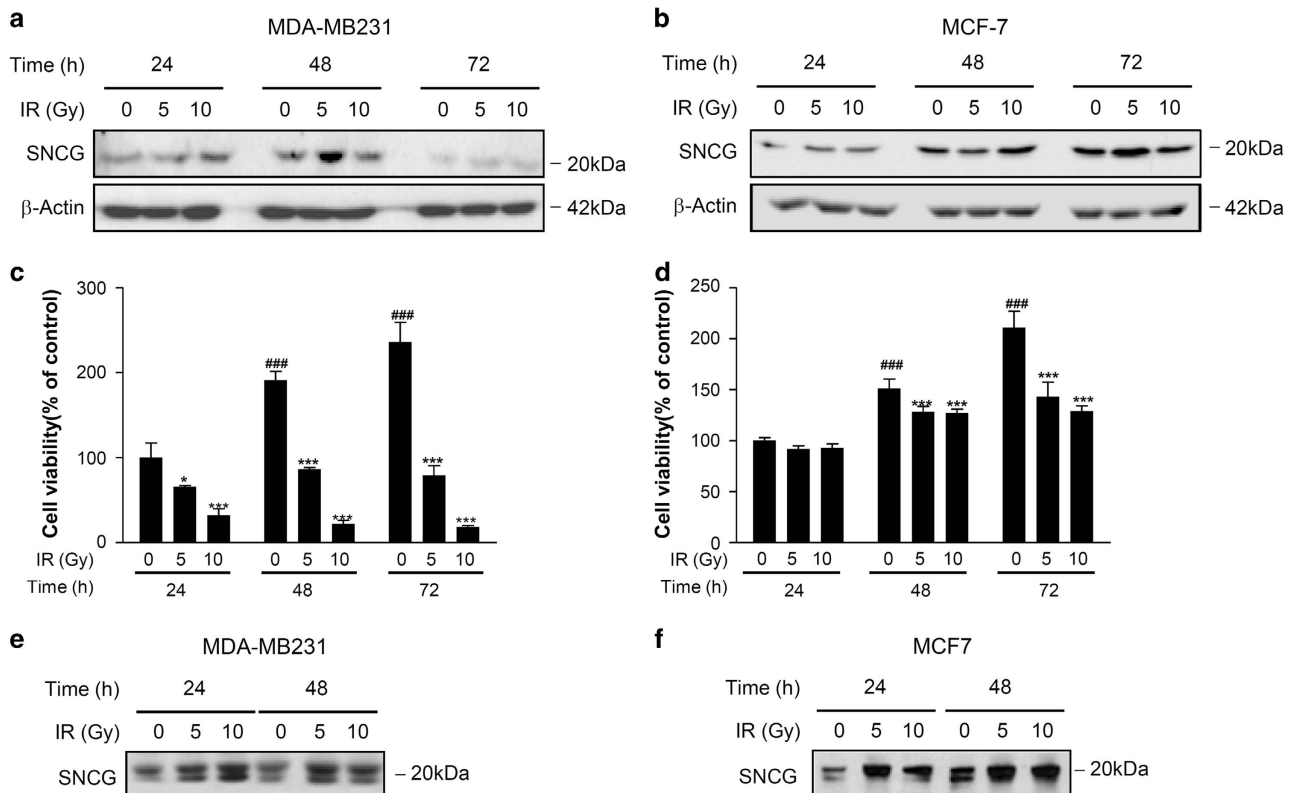 a
MDA-MB231
Time (h) 24 48 72
IR (Gy) 0 5 10 0 5 10 0 5 10
SNCG – 20kDa
β-Actin – 42kDa
b
MCF-7
Time (h) 24 48 72
IR (Gy) 0 5 10 0 5 10 0 5 10
SNCG – 20kDa
β-Actin – 42kDa
c
Cell viability(% of control)
300
200
100
0
* *** ### *** *** ### *** ***
0 5 10 0 5 10 0 5 10
IR (Gy)
Time (h) 24 48 72
d
Cell viability(% of control)
250
200
150
100
50
0
### *** *** ### *** ***
IR (Gy) 0 5 10 0 5 10 0 5 10
Time (h) 24 48 72
e
MDA-MB231
Time (h) 24 48
IR (Gy) 0 5 10 0 5 10
SNCG – 20kDa
f
MCF7
Time (h) 24 48
IR (Gy) 0 5 10 0 5 10
SNCG – 20kDa